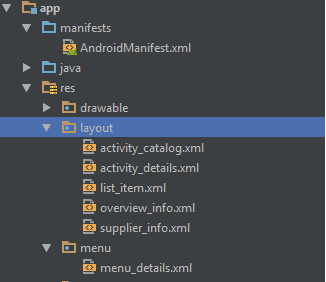 app
manifests
AndroidManifest.xml
java
res
drawable
layout
activity_catalog.xml
activity_details.xml
list_item.xml
overview_info.xml
supplier_info.xml
menu
menu_details.xml